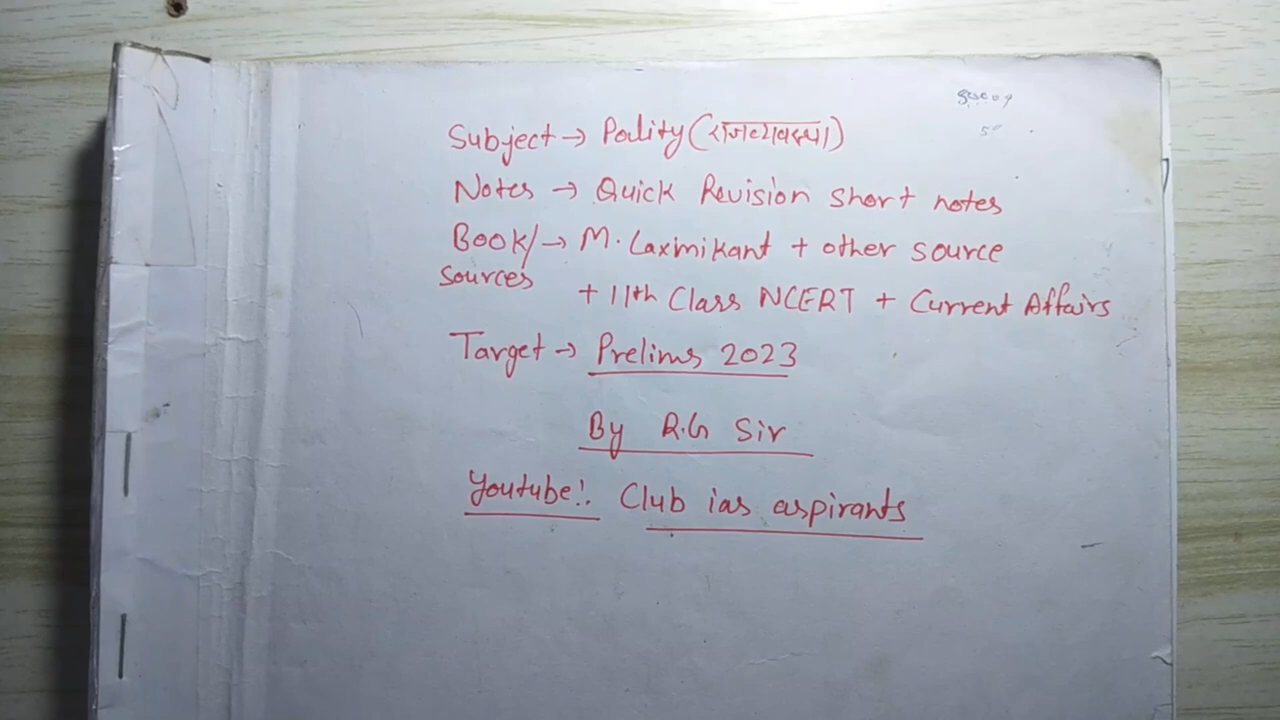 Subject → Polity (राजव्यवस्था)
Notes → Quick Revision short notes
Book/ → M. Laxmikant + other source
Sources + 11th Class NCERT + Current Affairs
Target → Prelims 2023
By R.G Sir
Youtube:. Club ias aspirants